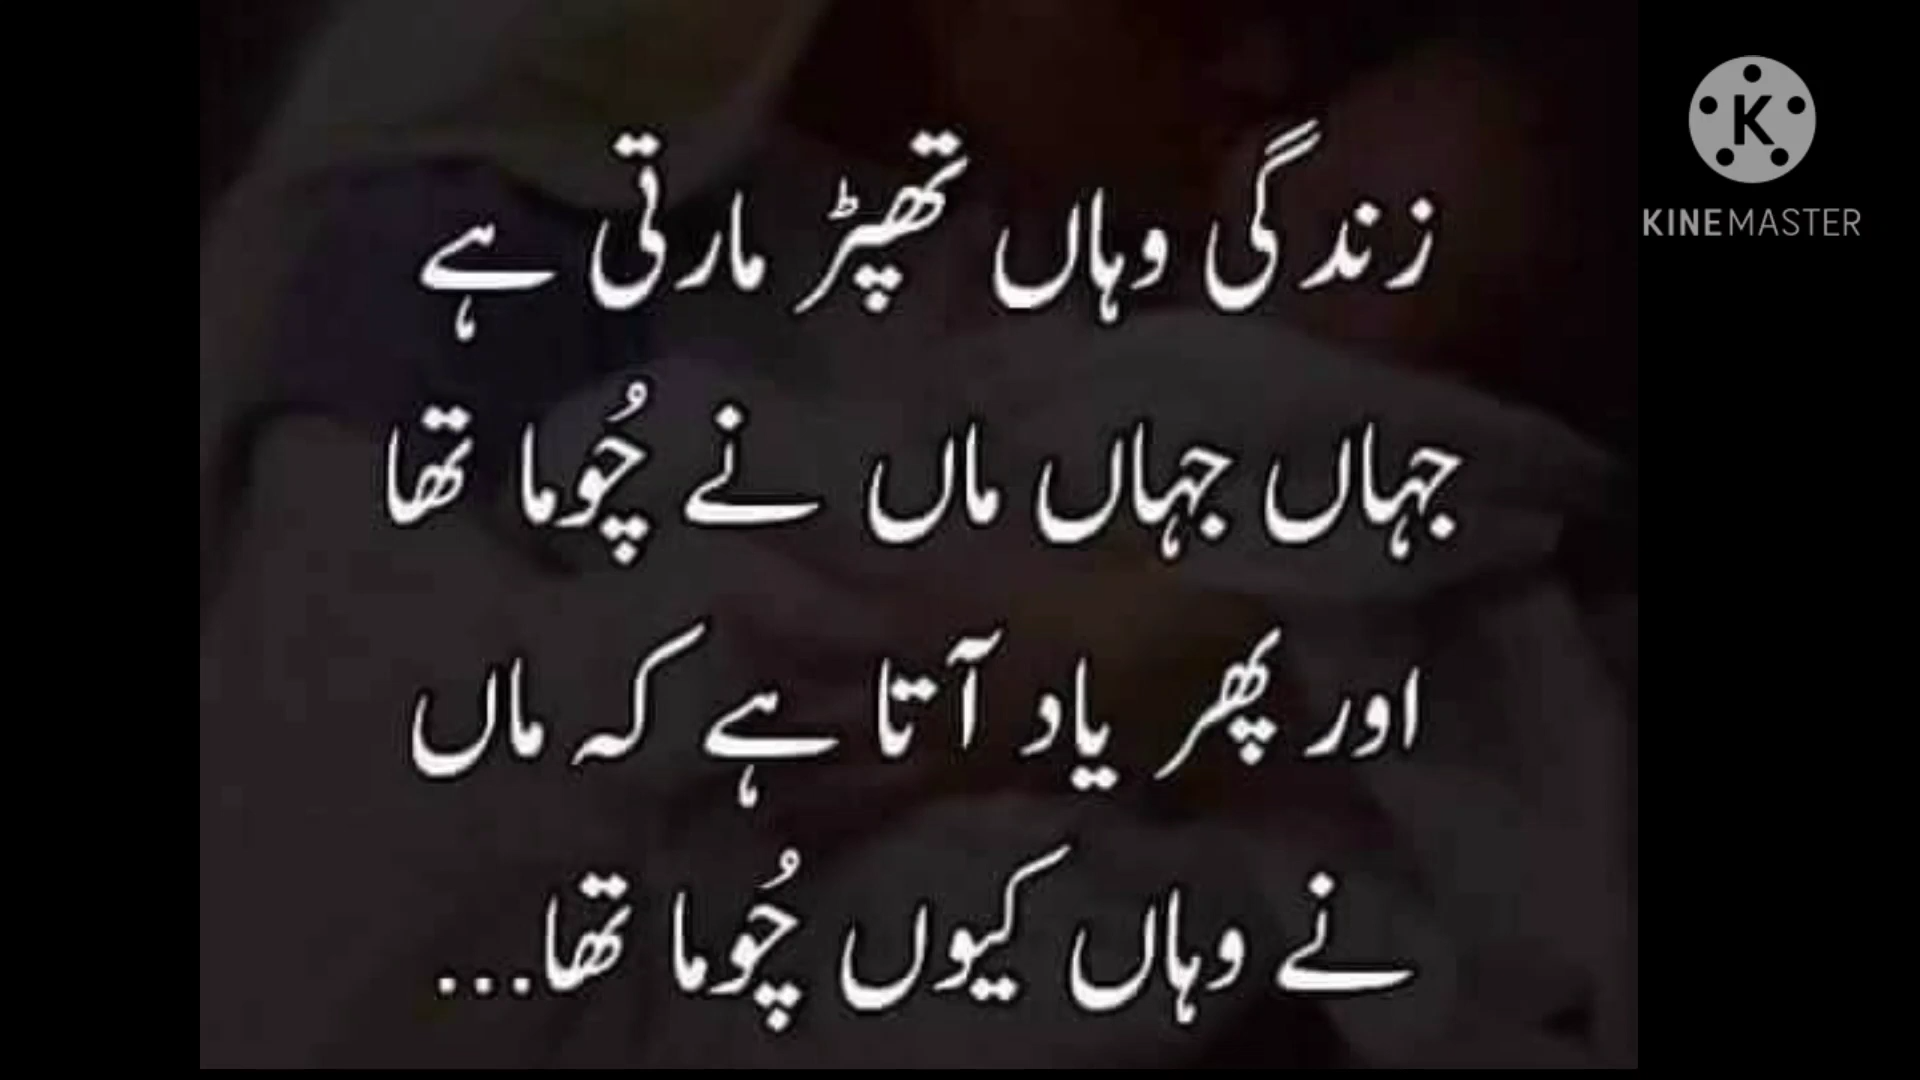 زندگی وہاں تھپڑ مارتی ہے
جہاں جہاں ماں نے چُوما تھا
اور پھر یاد آتا ہے کہ ماں
نے وہاں کیوں چُوما تھا...
K
KINEMASTER